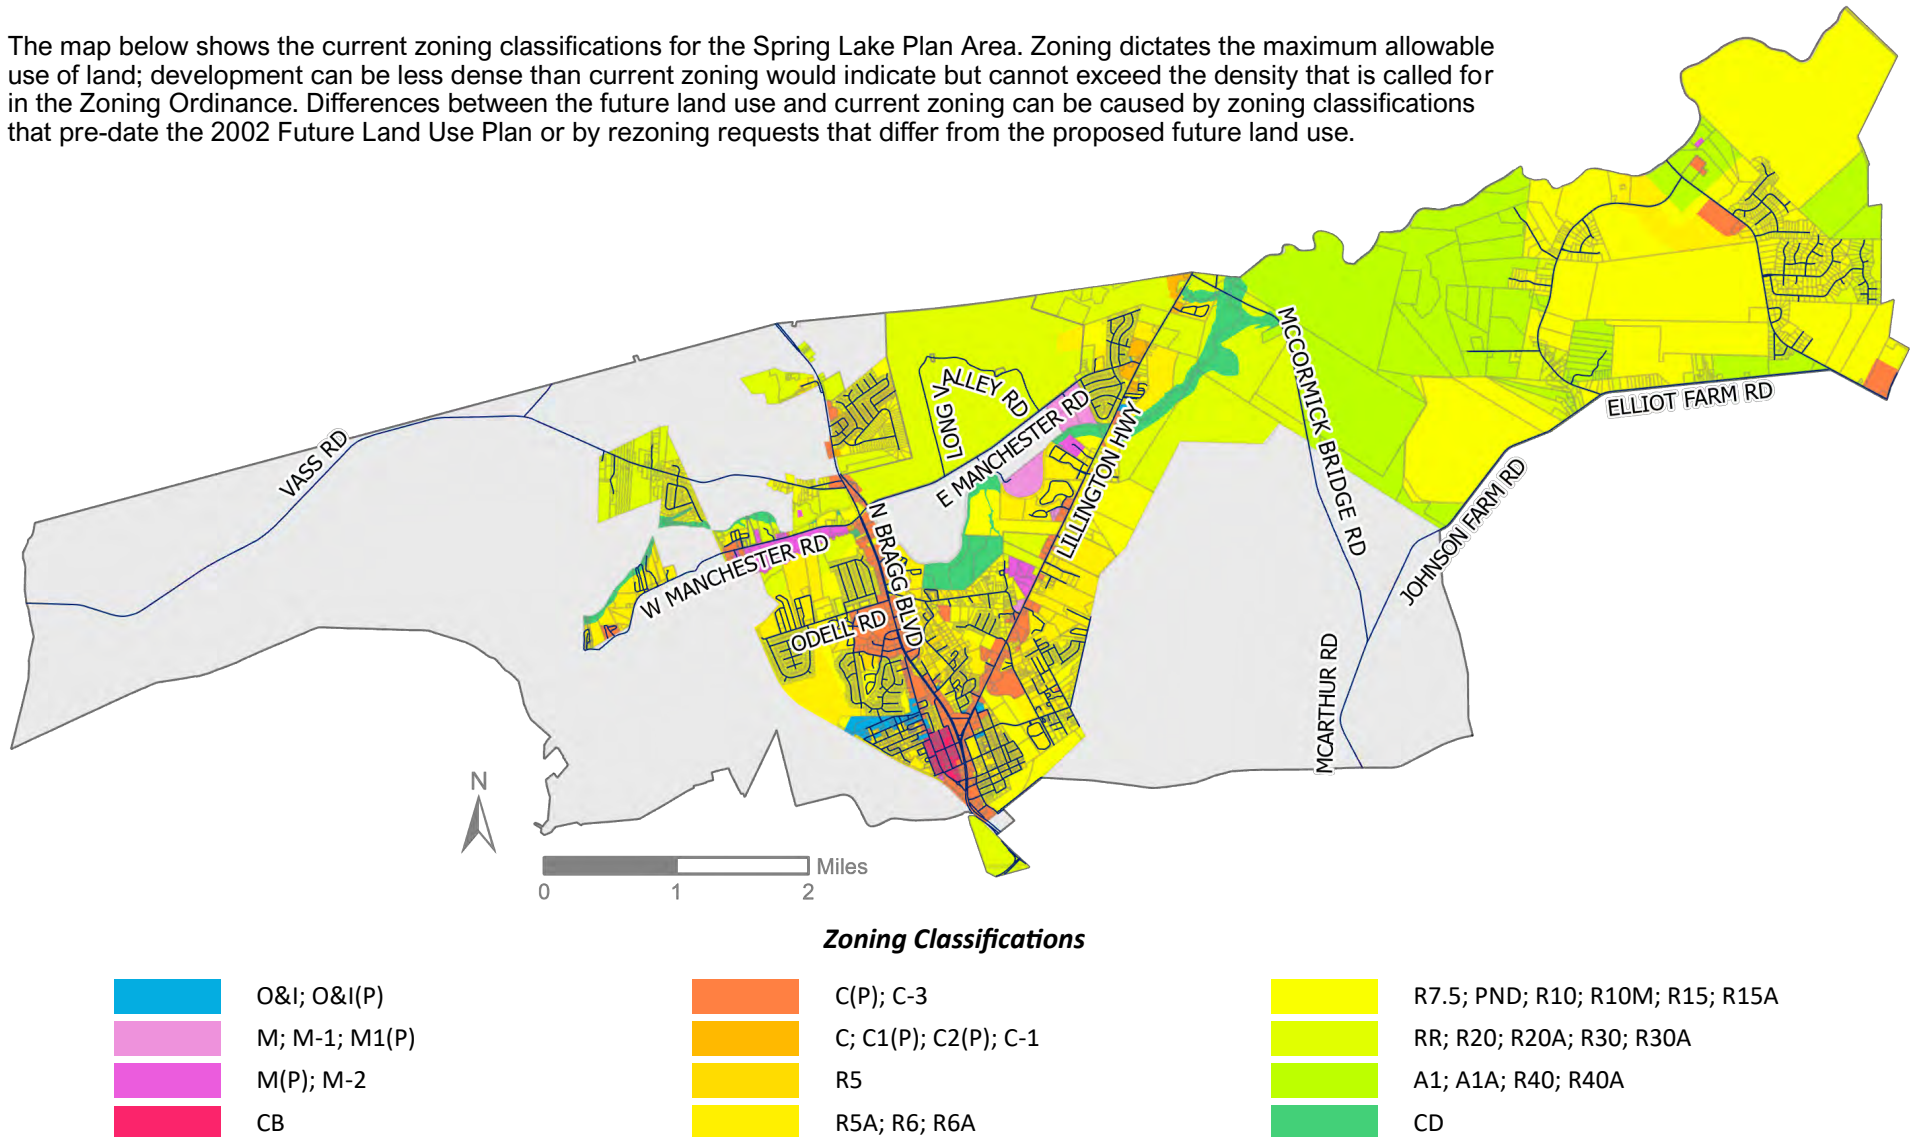 The map below shows the current zoning classifications for the Spring Lake Plan Area. Zoning dictates the maximum allowable
use of land; development can be less dense than current zoning would indicate but cannot exceed the density that is called for
in the Zoning Ordinance. Differences between the future land use and current zoning can be caused by zoning classifications
that pre-date the 2002 Future Land Use Plan or by rezoning requests that differ from the proposed future land use.
VASS RD
LONG VALLEY RD
E MANCHESTER RD
LILLINGTON HWY
MCCORMICK BRIDGE RD
ELLIOT FARM RD
JOHNSON FARM RD
N BRAGG BLVD
W MANCHESTER RD
ODELL RD
MCARTHUR RD
N
Miles
0 1 2
Zoning Classifications
O&I; O&I(P)
M; M-1; M1(P)
M(P); M-2
CB
C(P); C-3
C; C1(P); C2(P); C-1
R5
R5A; R6; R6A
R7.5; PND; R10; R10M; R15; R15A
RR; R20; R20A; R30; R30A
A1; A1A; R40; R40A
CD